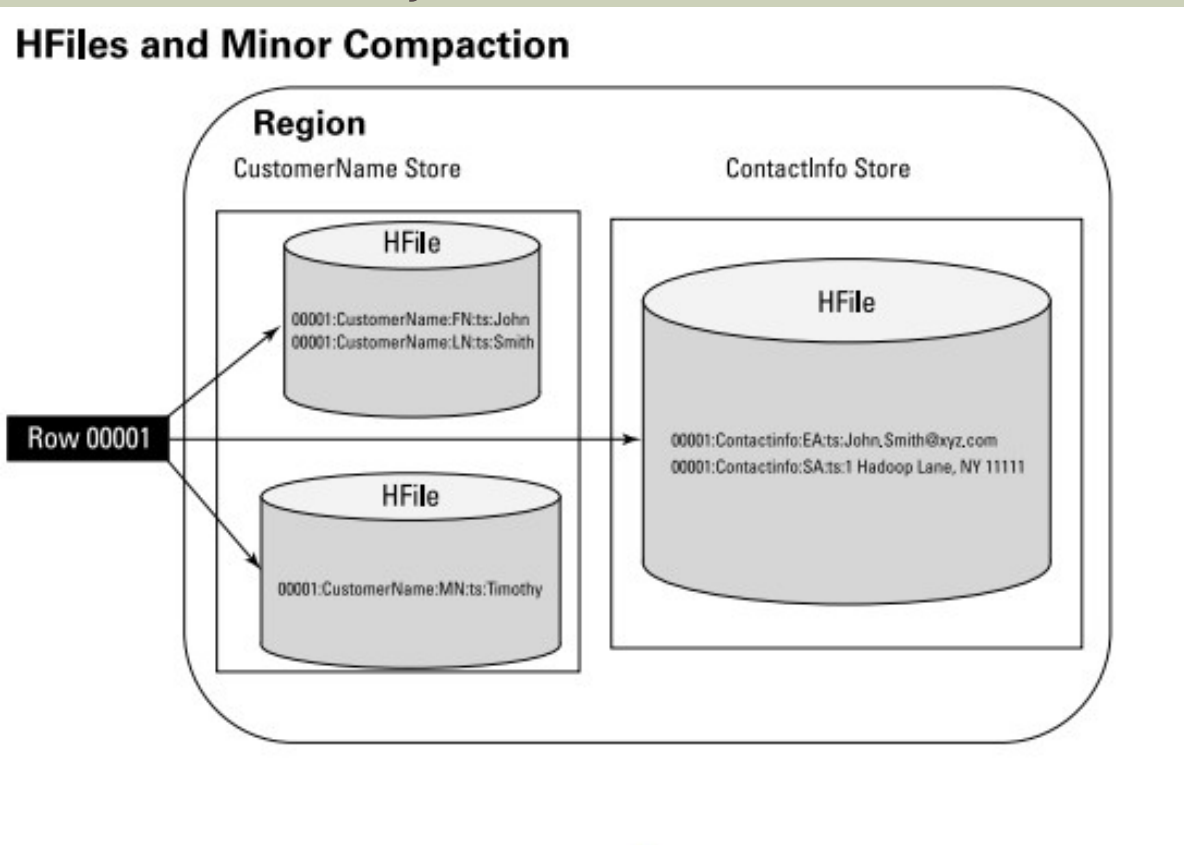 HFiles and Minor Compaction
Region
CustomerName Store
ContactInfo Store
HFile
00001:CustomerName:FN:ts:John
00001:CustomerName:LN:ts:Smith
HFile
00001:Contactinfo:EA:ts:John.Smith@xyz.com
00001:Contactinfo:SA:ts:1 Hadoop Lane, NY 11111
Row 00001
HFile
00001:CustomerName:MN:ts:Timothy